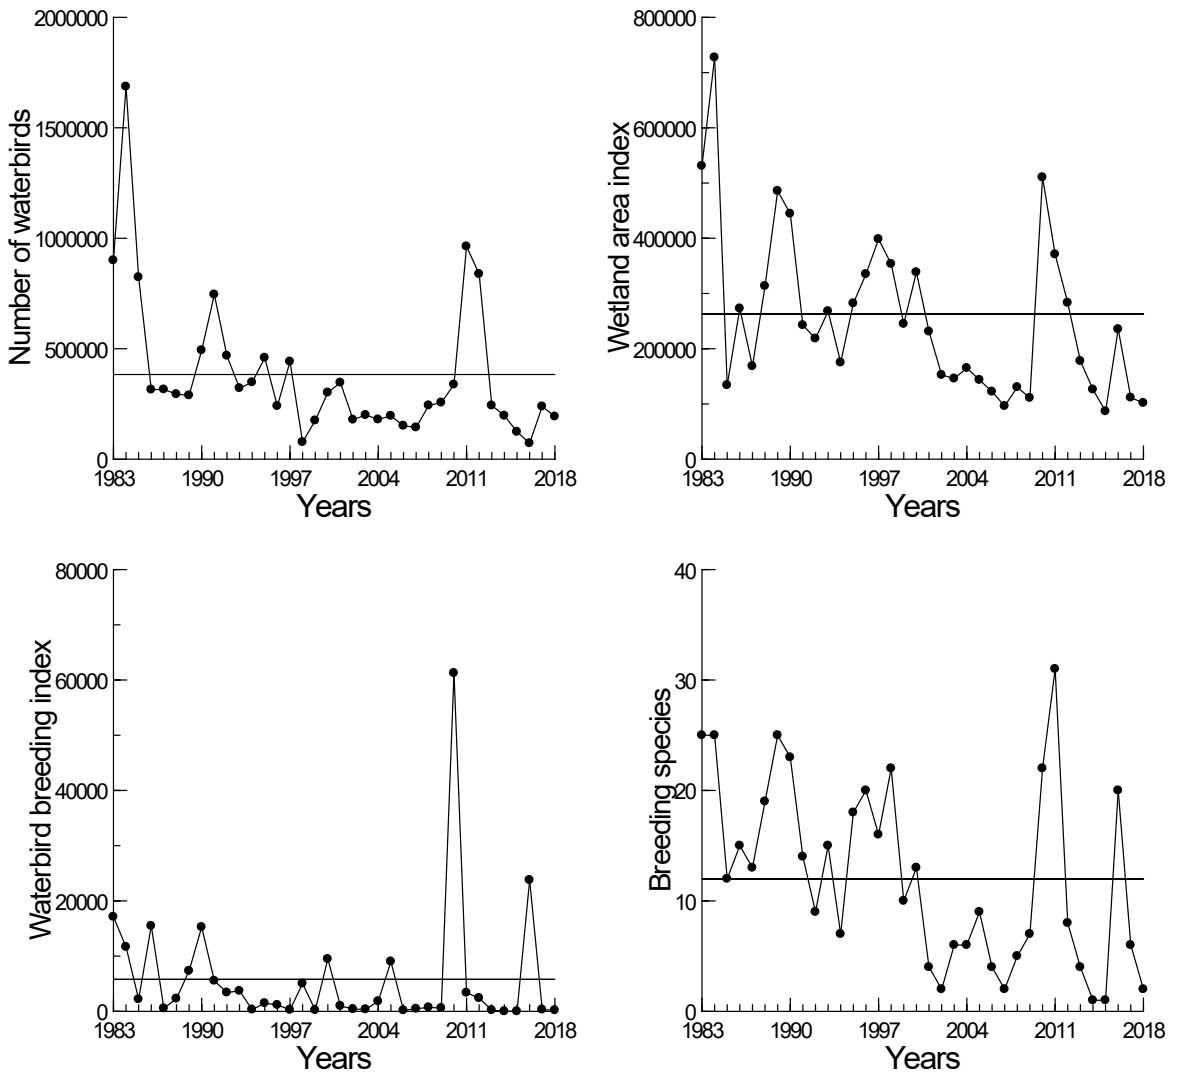 Number of waterbirds
2000000
1500000
1000000
500000
0
1983 1990 1997 2004 2011 2018
Years
Wetland area index
800000
600000
400000
200000
0
1983 1990 1997 2004 2011 2018
Years
Waterbird breeding index
80000
60000
40000
20000
0
1983 1990 1997 2004 2011 2018
Years
Breeding species
40
30
20
10
0
1983 1990 1997 2004 2011 2018
Years